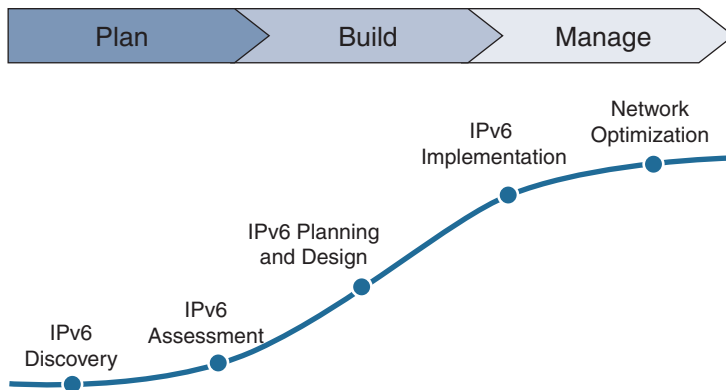 Plan
Build
Manage
Network
Optimization
IPv6
Implementation
IPv6 Planning
and Design
IPv6
Assessment
IPv6
Discovery